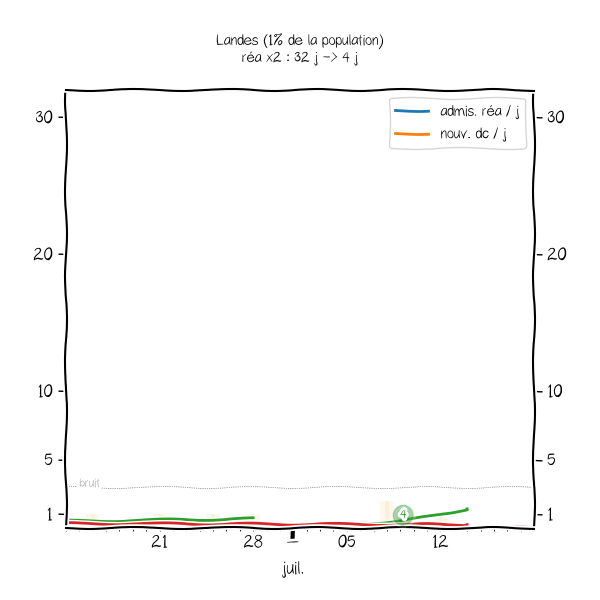 Landes (1% de la population)
réa x2 : 32 j -> 4 j
admis. réa / j
nouv. dc / j
30
30
20
20
10
10
5
5
bruit
4
1
1
21
28
05
12
juil.